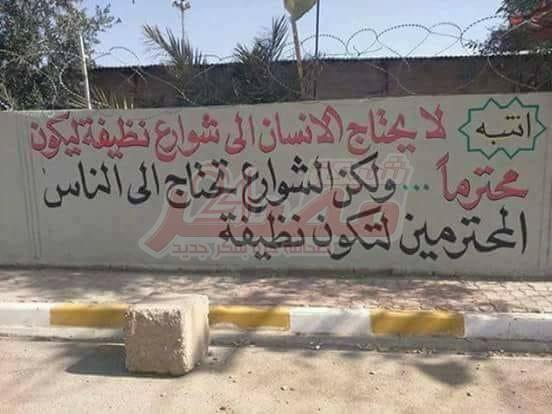 انتبه
لا يحتاج الانسان الى شوارع نظيفة ليكون
محترماً ... ولكن الشوارع تحتاج الى الناس
المحترمين لتكون نظيفة